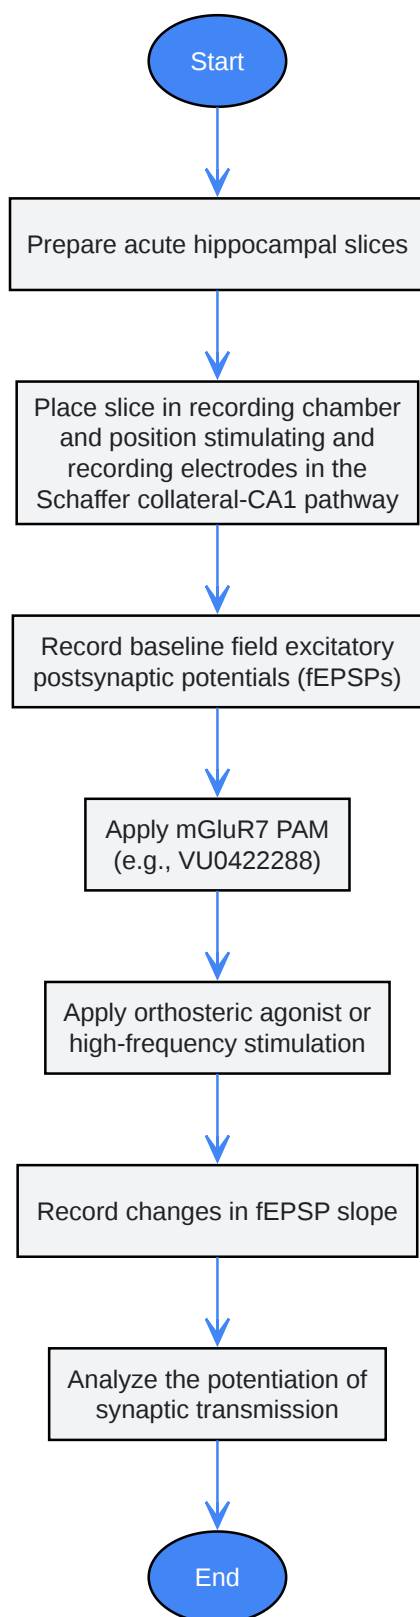 Start
Prepare acute hippocampal slices
Place slice in recording chamber
and position stimulating and
recording electrodes in the
Schaffer collateral-CA1 pathway
Record baseline field excitatory
postsynaptic potentials (fEPSPs)
Apply mGluR7 PAM
(e.g., VU0422288)
Apply orthosteric agonist or
high-frequency stimulation
Record changes in fEPSP slope
Analyze the potentiation of
synaptic transmission
End